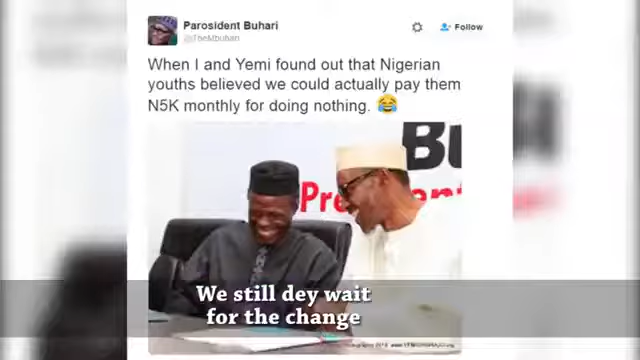 Parosident Buhari
@TheMbuhari
Follow
When I and Yemi found out that Nigerian
youths believed we could actually pay them
N5K monthly for doing nothing. 😂
BU
President
We still dey wait
for the change